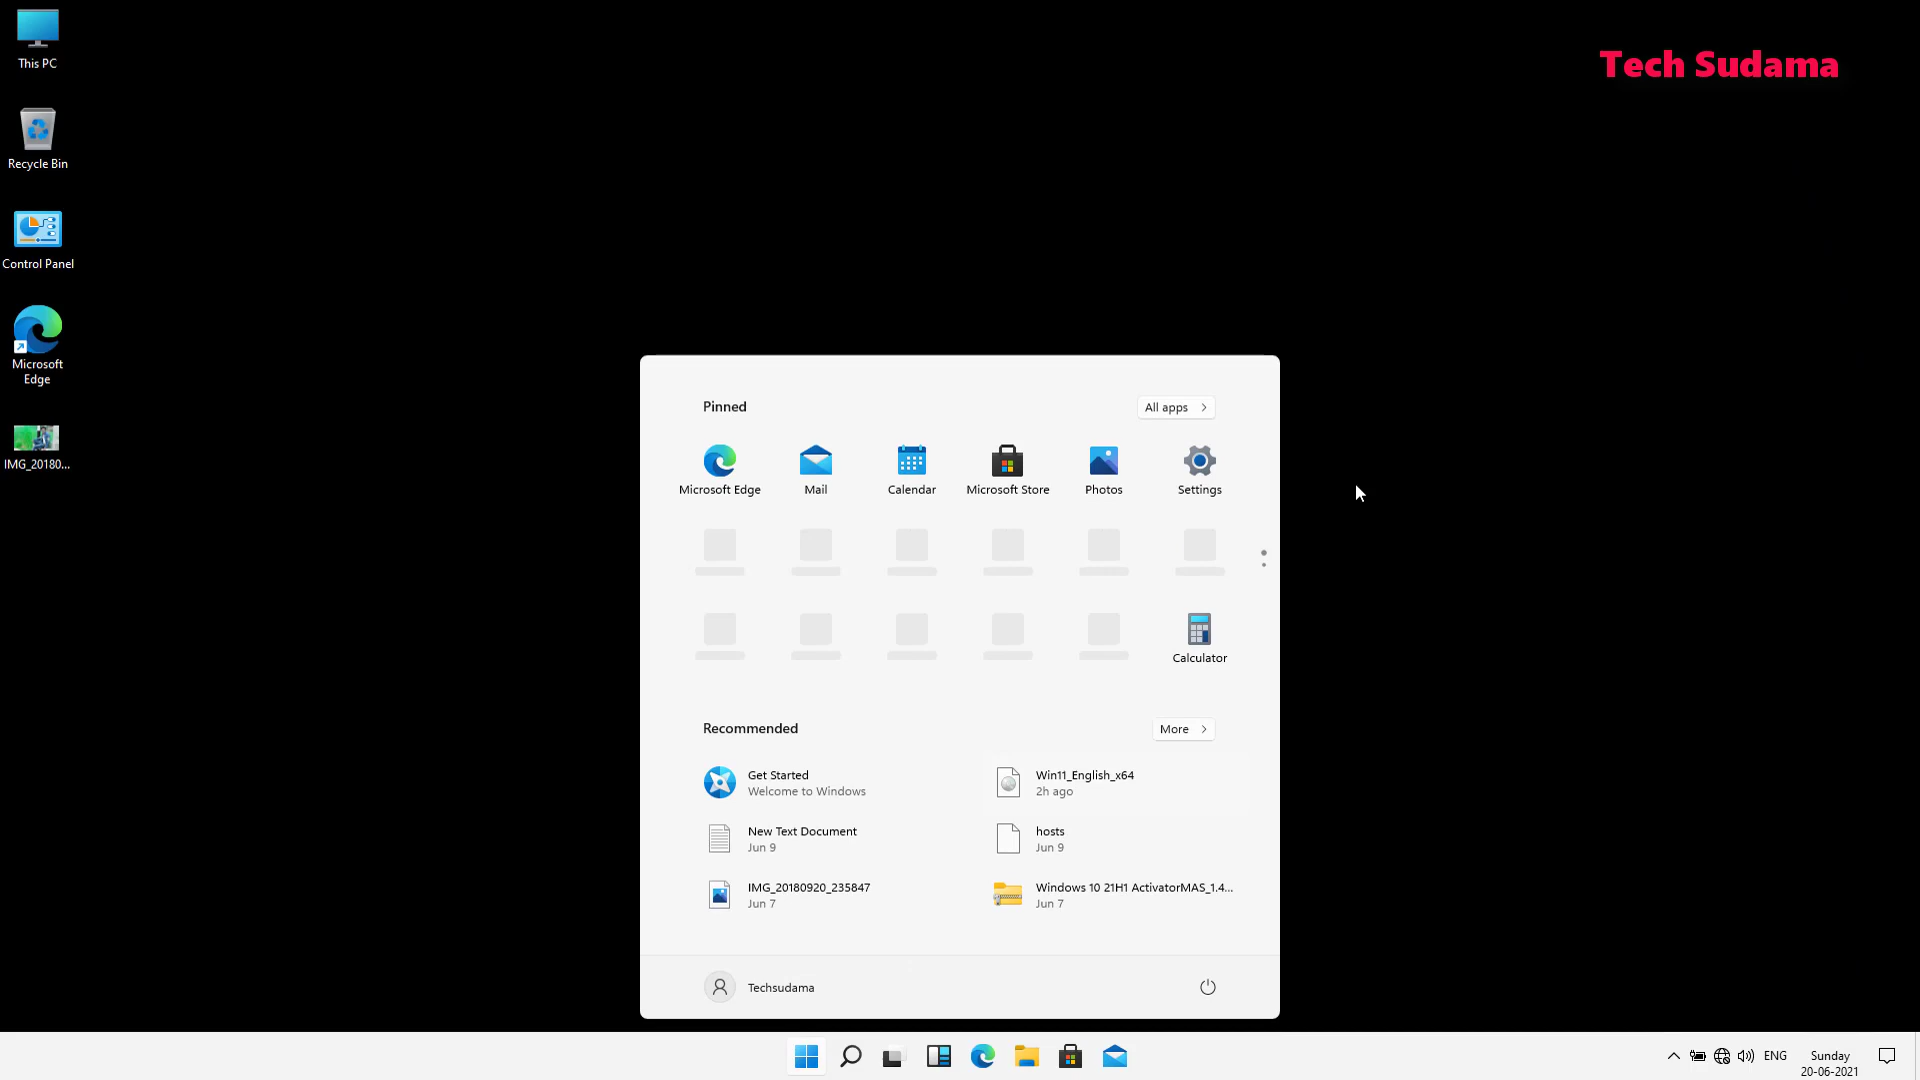 This PC
Tech Sudama
Recycle Bin
Control Panel
Microsoft
Edge
IMG_20180...
Pinned
All apps
Microsoft Edge
Mail
Calendar
Microsoft Store
Photos
Settings
Calculator
Recommended
More
Get Started
Welcome to Windows
Win11_English_x64
2h ago
New Text Document
Jun 9
hosts
Jun 9
IMG_20180920_235847
Jun 7
Windows 10 21H1 ActivatorMAS_1.4...
Jun 7
Techsudama
ENG
Sunday
20-06-2021